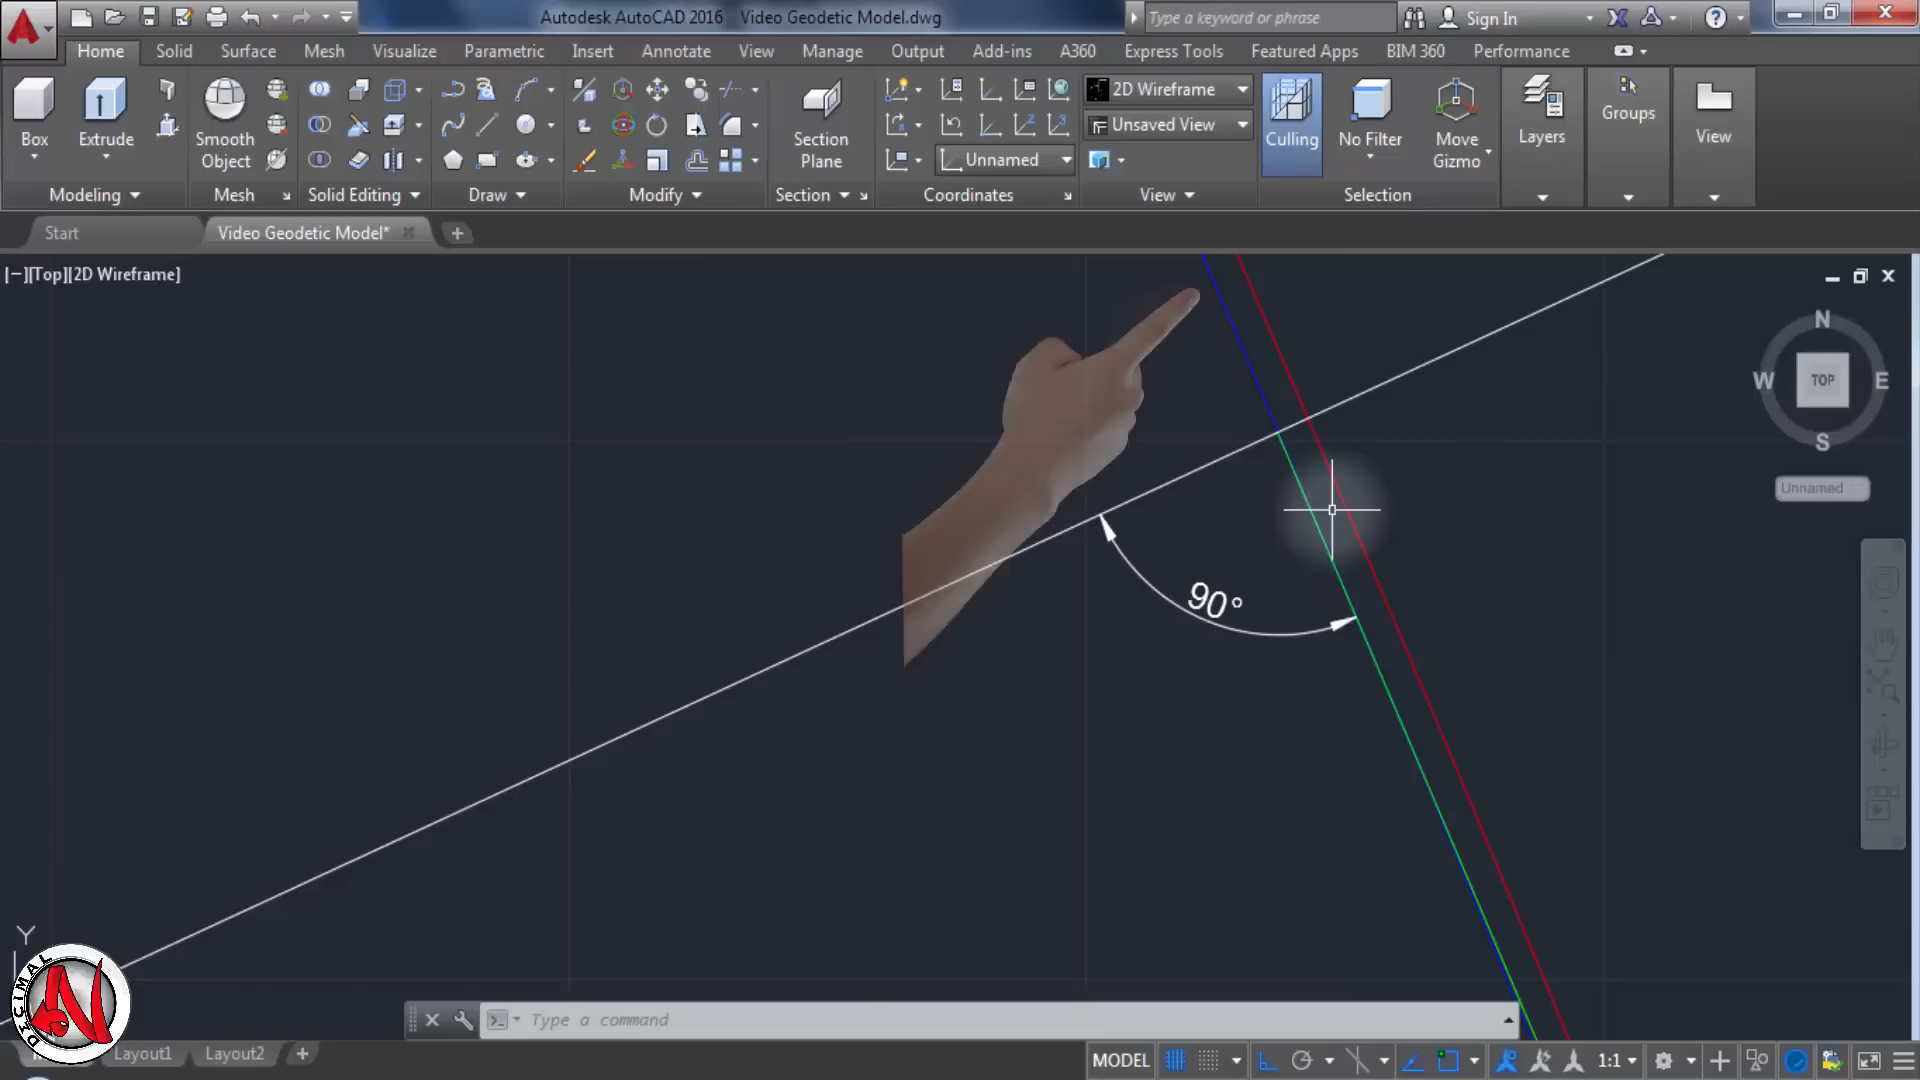 Autodesk AutoCAD 2016 Video Geodetic Model.dwg
Type a keyword or phrase
Sign In
Home Solid Surface Mesh Visualize Parametric Insert Annotate View Manage Output Add-ins A360 Express Tools Featured Apps BIM 360 Performance
Box
Extrude
Smooth Object
Section Plane
2D Wireframe
Unsaved View
Unnamed
Culling
No Filter
Move Gizmo
Layers
Groups
View
Modeling Mesh Solid Editing Draw Modify Section Coordinates View Selection
Start Video Geodetic Model*
[−][Top][2D Wireframe]
N
W TOP E
S
Unnamed
90°
Y
DECIMAL
Type a command
Layout1 Layout2
MODEL 1:1